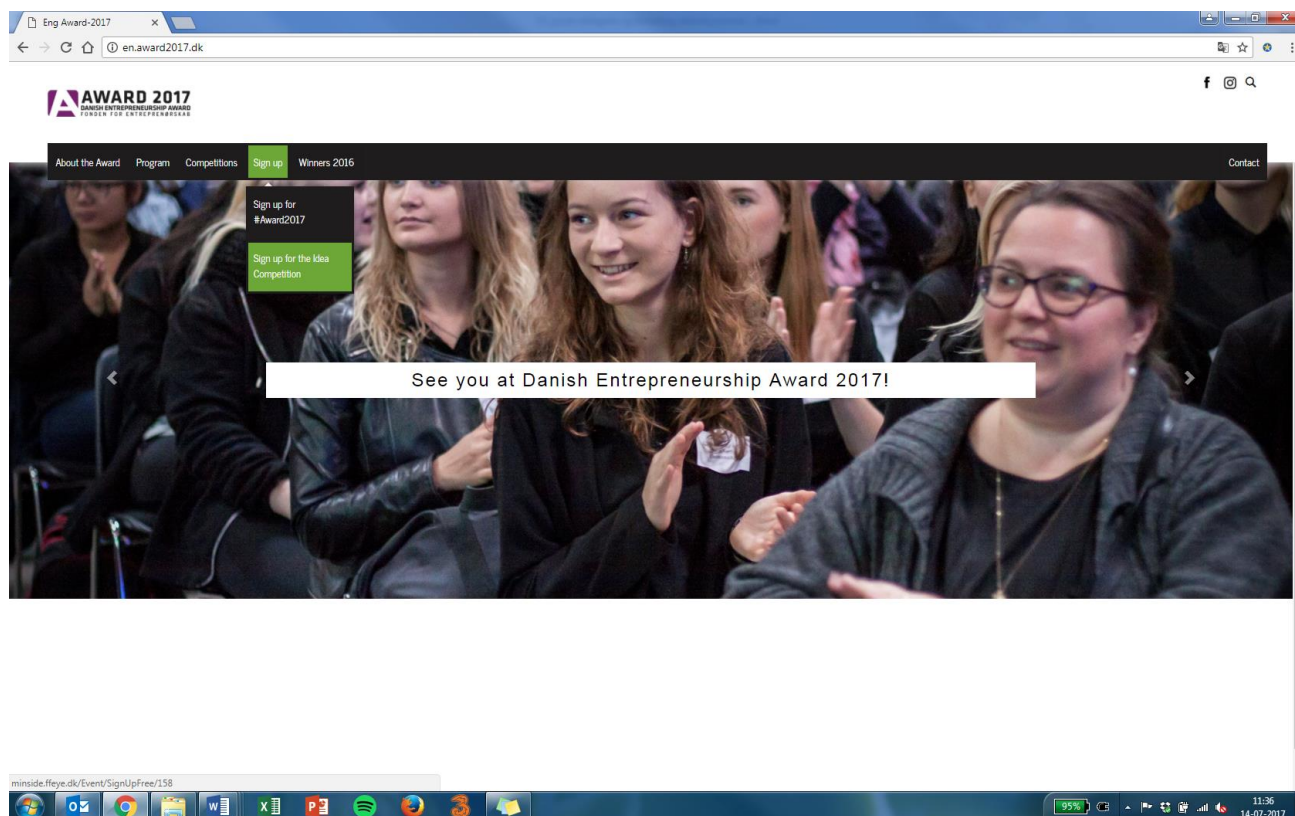 Eng Award-2017
en.award2017.dk
AWARD 2017
DANISH ENTREPRENEURSHIP AWARD
FONDEN FOR ENTREPRENØRSKAB
About the Award Program Competitions Sign up Winners 2016 Contact
Sign up for
#Award2017
Sign up for the Idea
Competition
See you at Danish Entrepreneurship Award 2017!
minside.ffeye.dk/Event/SignUpFree/158
95%
11:36
14-07-2017